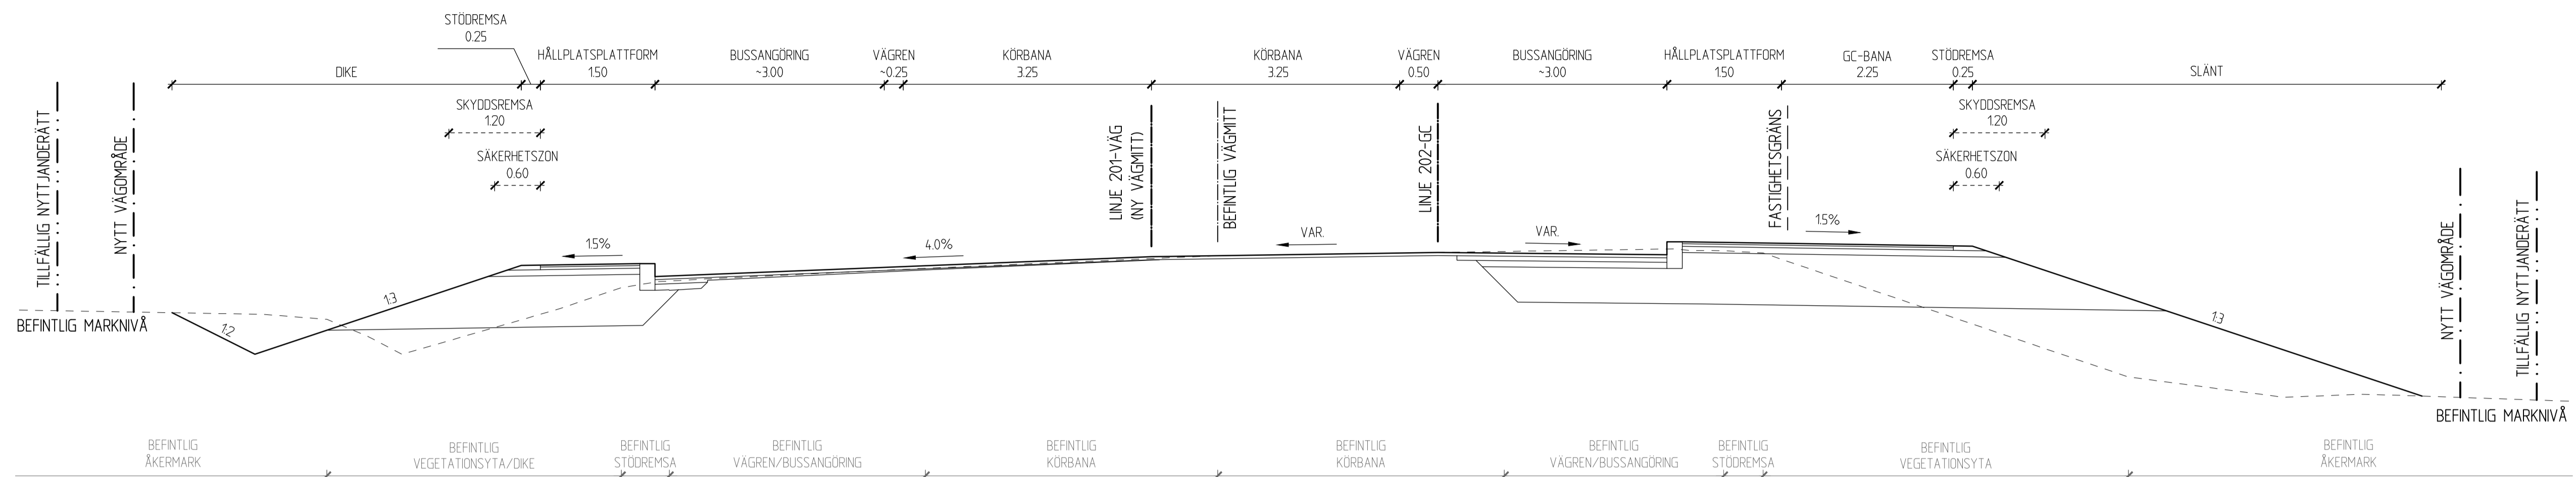 STÖDREMSA
0.25
DIKE
HÅLLPLATSPLATTFORM
1.50
BUSSANGÖRING
~3.00
VÄGREN
~0.25
KÖRBANA
3.25
KÖRBANA
3.25
VÄGREN
0.50
BUSSANGÖRING
~3.00
HÅLLPLATSPLATTFORM
1.50
GC-BANA
2.25
STÖDREMSA
0.25
SLÄNT
SKYDDSREMSA
1.20
SÄKERHETSZON
0.60
SKYDDSREMSA
1.20
SÄKERHETSZON
0.60
TILLFÄLLIG NYTTJANDERÄTT
NYTT VÄGOMRÅDE
LINJE 201-VÄG
(NY VÄGMITT)
BEFINTLIG VÄGMITT
LINJE 202-GC
FASTIGHETSGRÄNS
NYTT VÄGOMRÅDE
TILLFÄLLIG NYTTJANDERÄTT
1.5%
4.0%
VAR.
VAR.
1.5%
1:2
1:3
1:3
BEFINTLIG MARKNIVÅ
BEFINTLIG MARKNIVÅ
BEFINTLIG
ÅKERMARK
BEFINTLIG
VEGETATIONSYTA/DIKE
BEFINTLIG
STÖDREMSA
BEFINTLIG
VÄGREN/BUSSANGÖRING
BEFINTLIG
KÖRBANA
BEFINTLIG
KÖRBANA
BEFINTLIG
VÄGREN/BUSSANGÖRING
BEFINTLIG
STÖDREMSA
BEFINTLIG
VEGETATIONSYTA
BEFINTLIG
ÅKERMARK